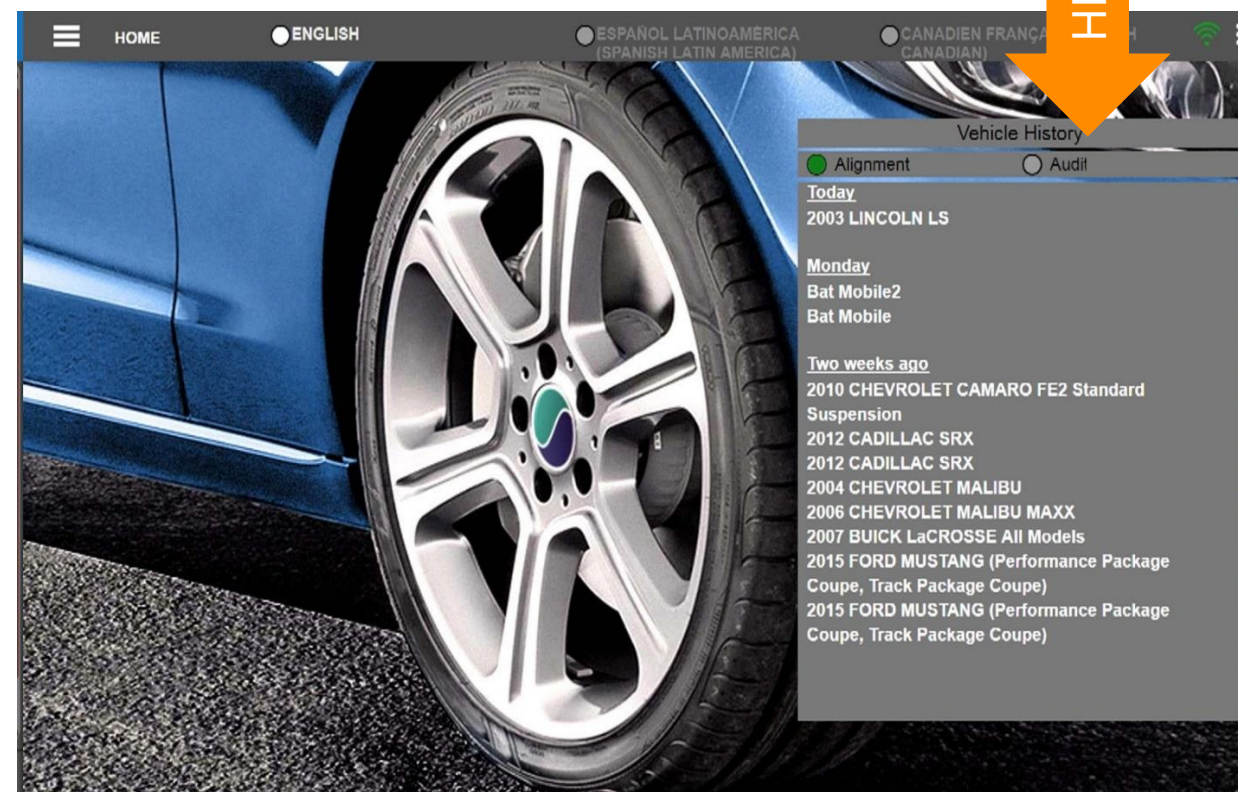 HOME
ENGLISH
ESPAÑOL LATINOAMÉRICA
(SPANISH LATIN AMERICA)
CANADIEN
CANADIAN)
H
Vehicle History
Alignment
Audit
Today
2003 LINCOLN LS
Monday
Bat Mobile2
Bat Mobile
Two weeks ago
2010 CHEVROLET CAMARO FE2 Standard
Suspension
2012 CADILLAC SRX
2012 CADILLAC SRX
2004 CHEVROLET MALIBU
2006 CHEVROLET MALIBU MAXX
2007 BUICK LaCROSSE All Models
2015 FORD MUSTANG (Performance Package
Coupe, Track Package Coupe)
2015 FORD MUSTANG (Performance Package
Coupe, Track Package Coupe)